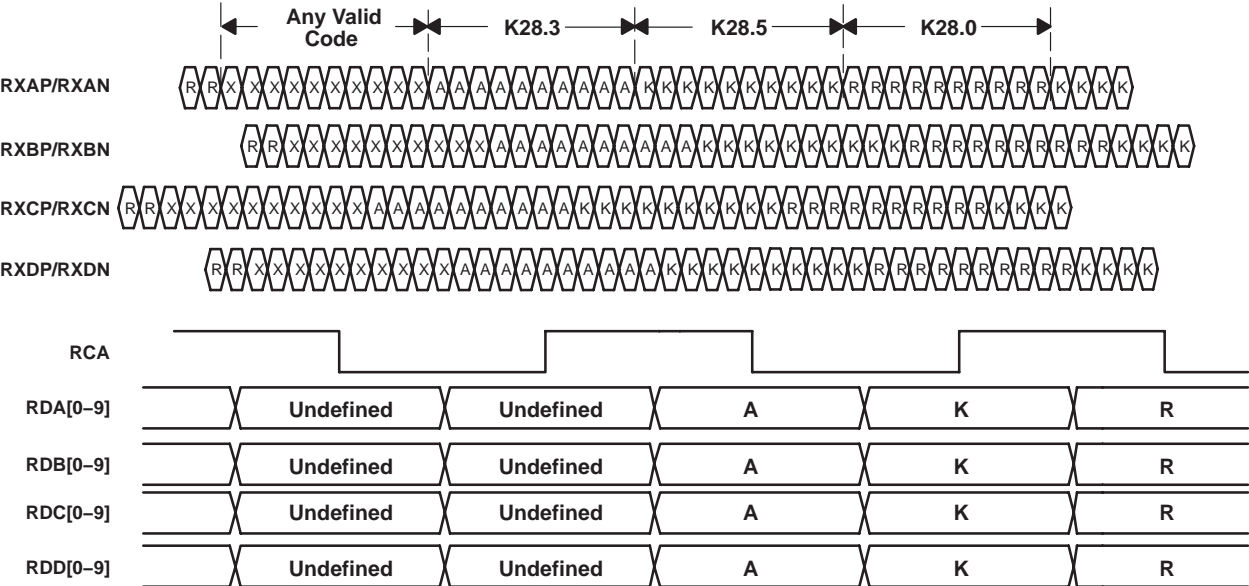 Any Valid Code K28.3 K28.5 K28.0
RXAP/RXAN R R X X X X X X X X X X A A A A A A A A A A K K K K K K K K K K R R R R R R R R R R K K K K
RXBP/RXBN R R X X X X X X X X X X A A A A A A A A A A K K K K K K K K K K R R R R R R R R R R K K K K
RXCP/RXCN R R X X X X X X X X X X A A A A A A A A A A K K K K K K K K K K R R R R R R R R R R K K K K
RXDP/RXDN R R X X X X X X X X X X A A A A A A A A A A K K K K K K K K K K R R R R R R R R R R K K K K
RCA
RDA[0–9] Undefined Undefined A K R
RDB[0–9] Undefined Undefined A K R
RDC[0–9] Undefined Undefined A K R
RDD[0–9] Undefined Undefined A K R